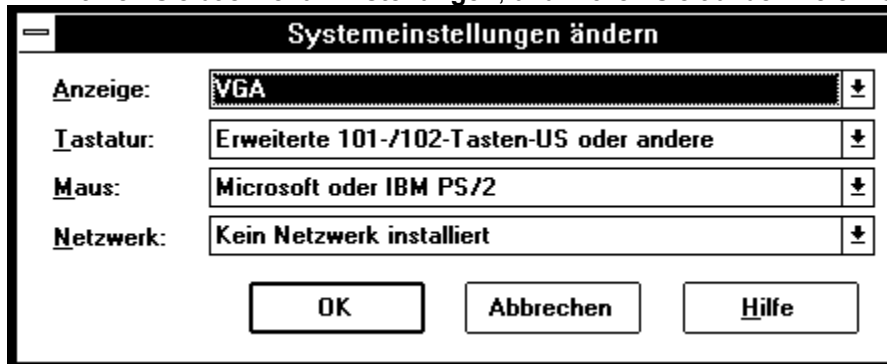 Systemeinstellungen ändern
Anzeige: VGA
Tastatur: Erweiterte 101-/102-Tasten-US oder andere
Maus: Microsoft oder IBM PS/2
Netzwerk: Kein Netzwerk installiert
OK Abbrechen Hilfe